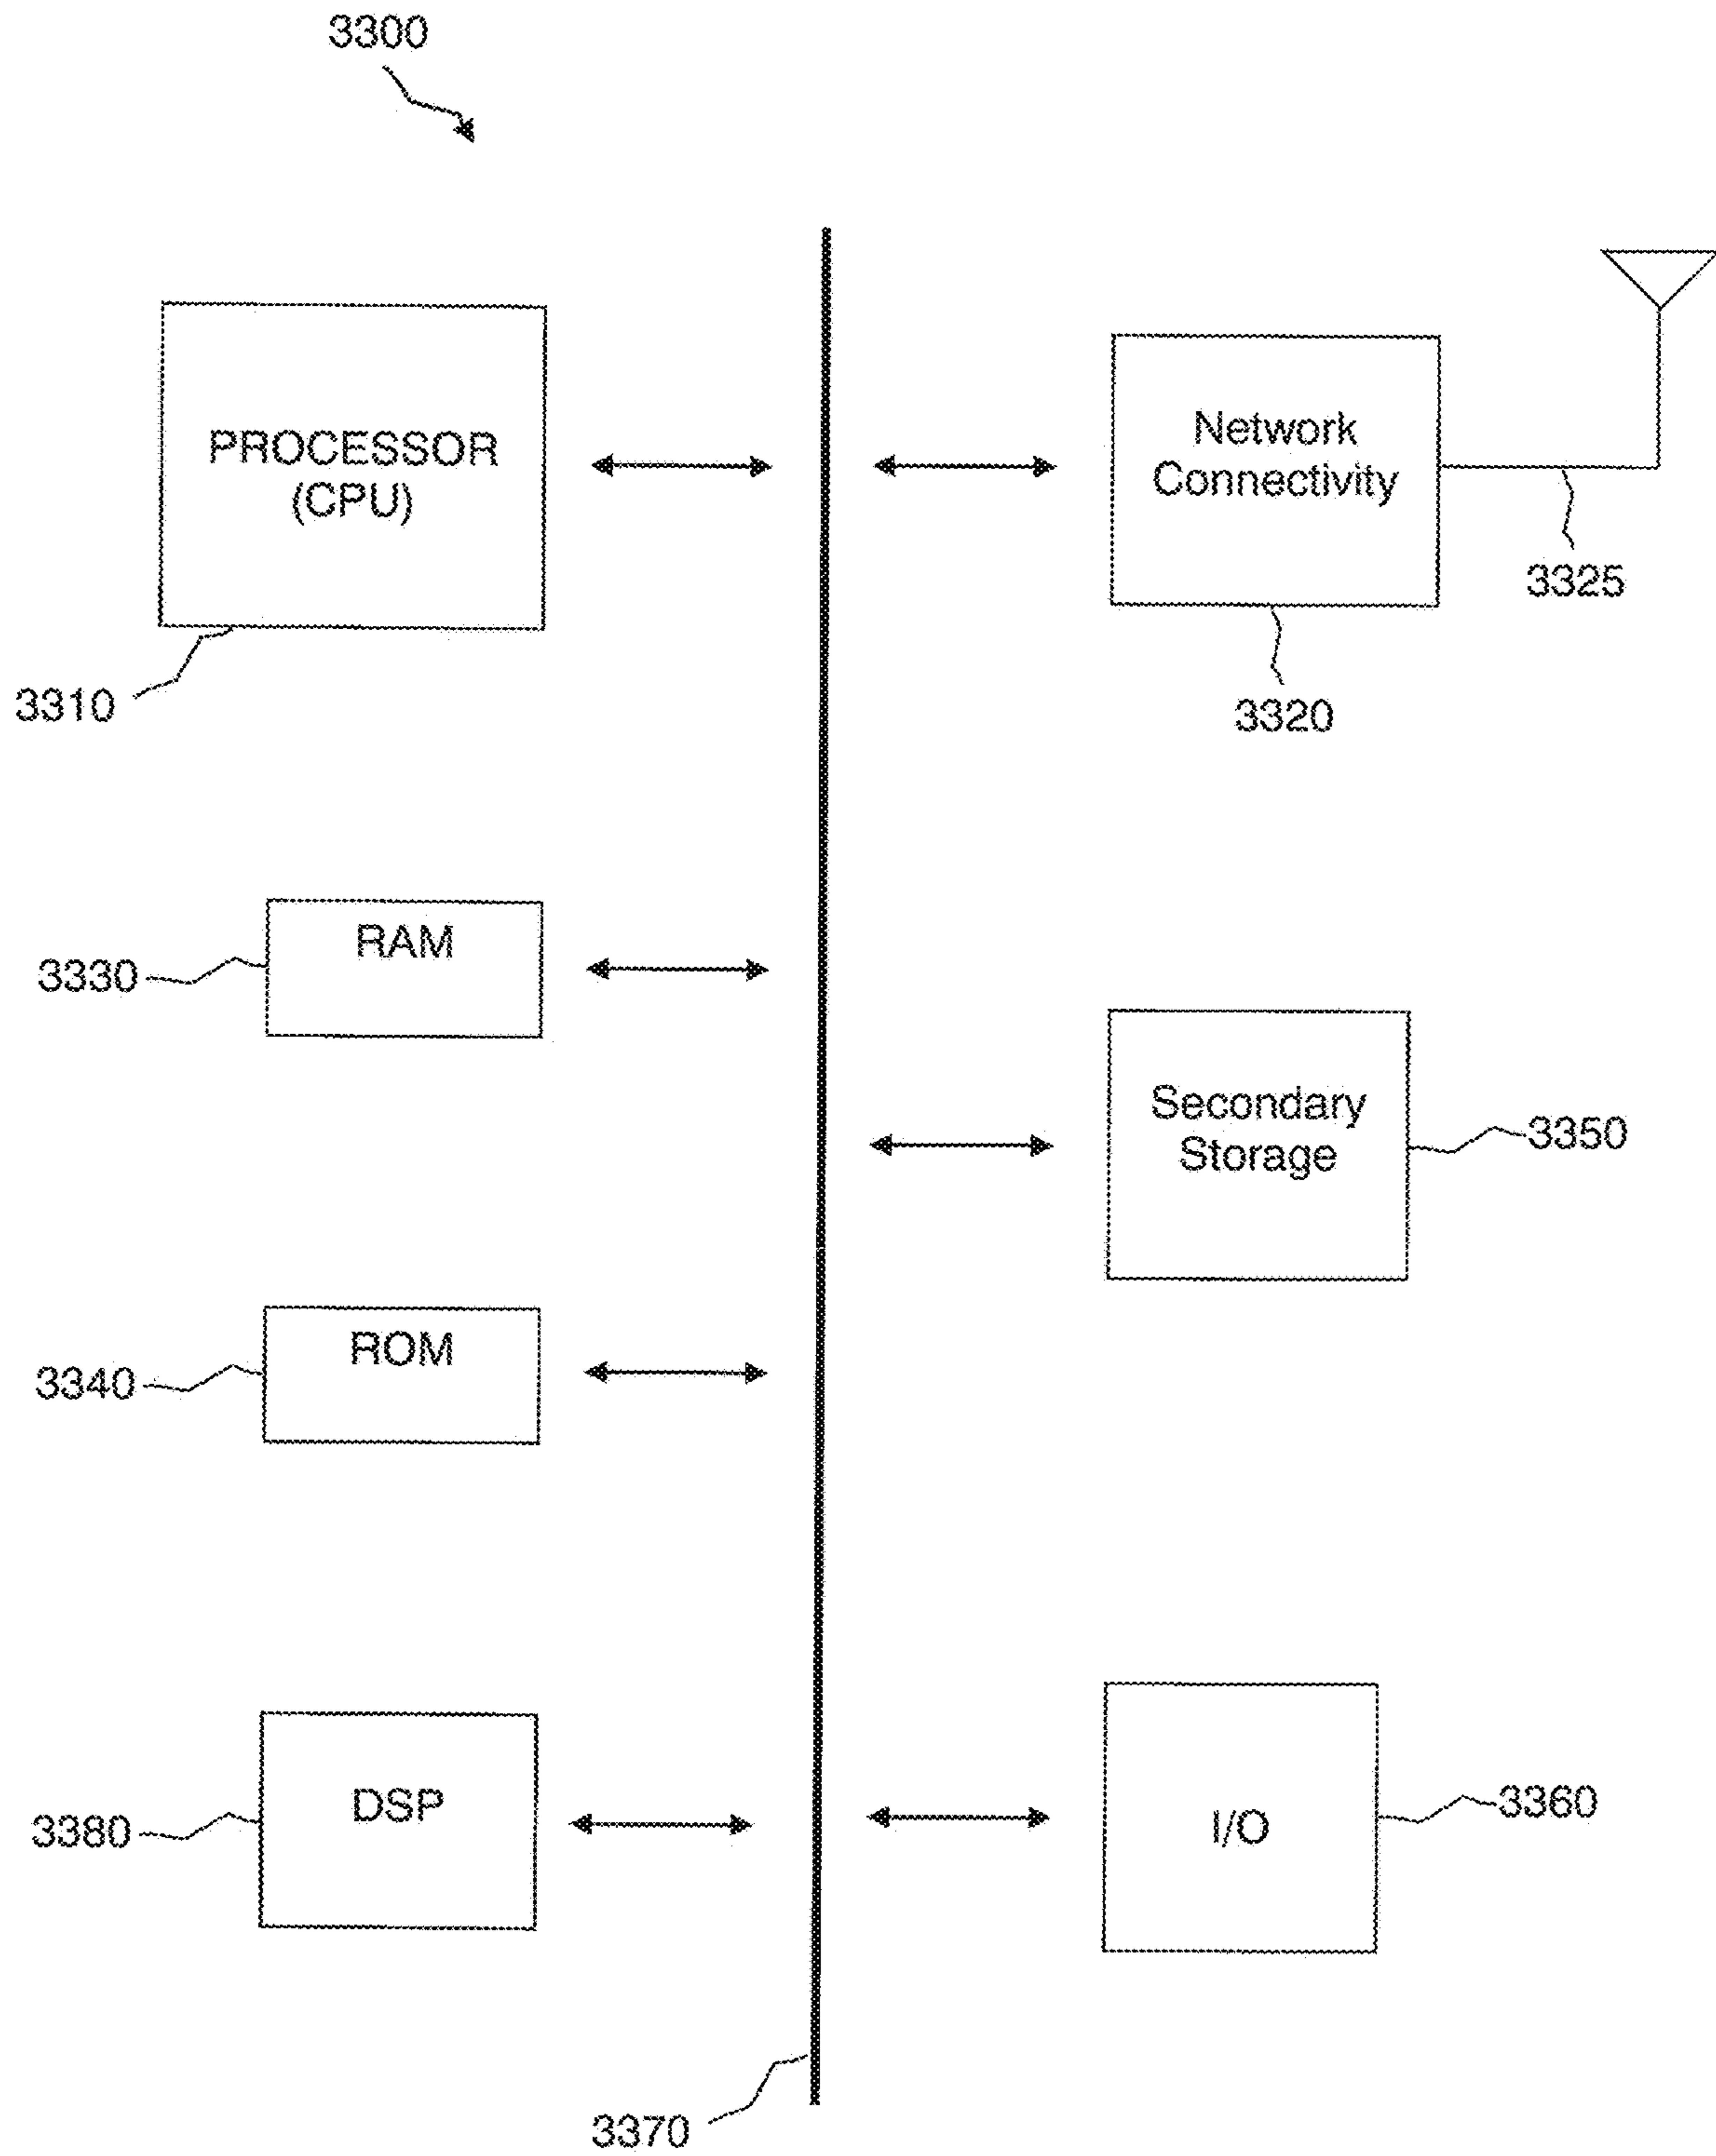 3300
PROCESSOR
(CPU)
3310
Network
Connectivity
3325
3320
RAM
3330
Secondary
Storage
3350
ROM
3340
DSP
3380
I/O
3360
3370